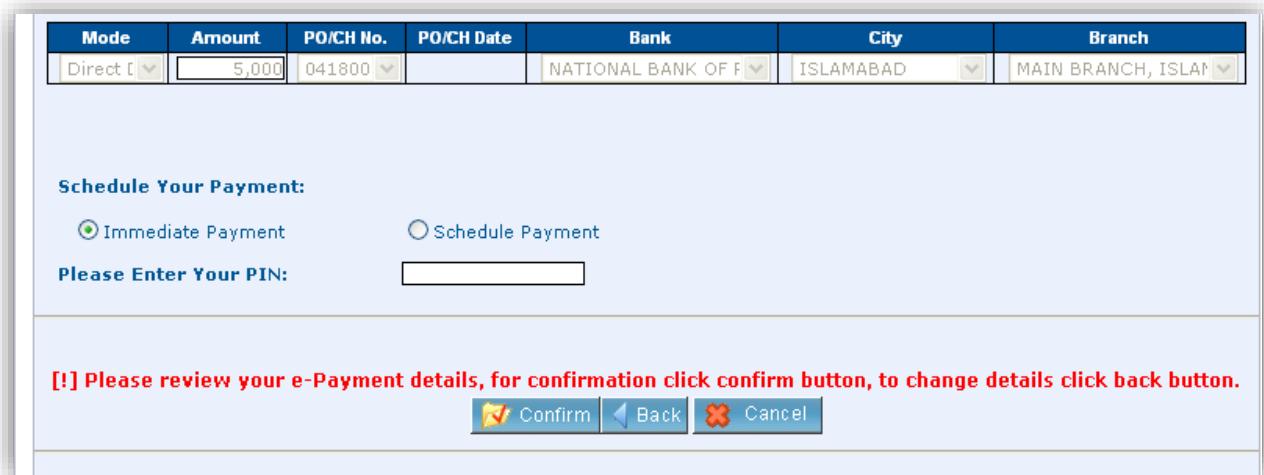 Mode Amount PO/CH No. PO/CH Date Bank City Branch
Direct 5,000 041800 NATIONAL BANK OF ISLAMABAD MAIN BRANCH,
Schedule Your Payment:
Immediate Payment Schedule Payment
Please Enter Your PIN:
[!] Please review your e-Payment details, for confirmation click confirm button, to change details click back button.
Confirm Back Cancel